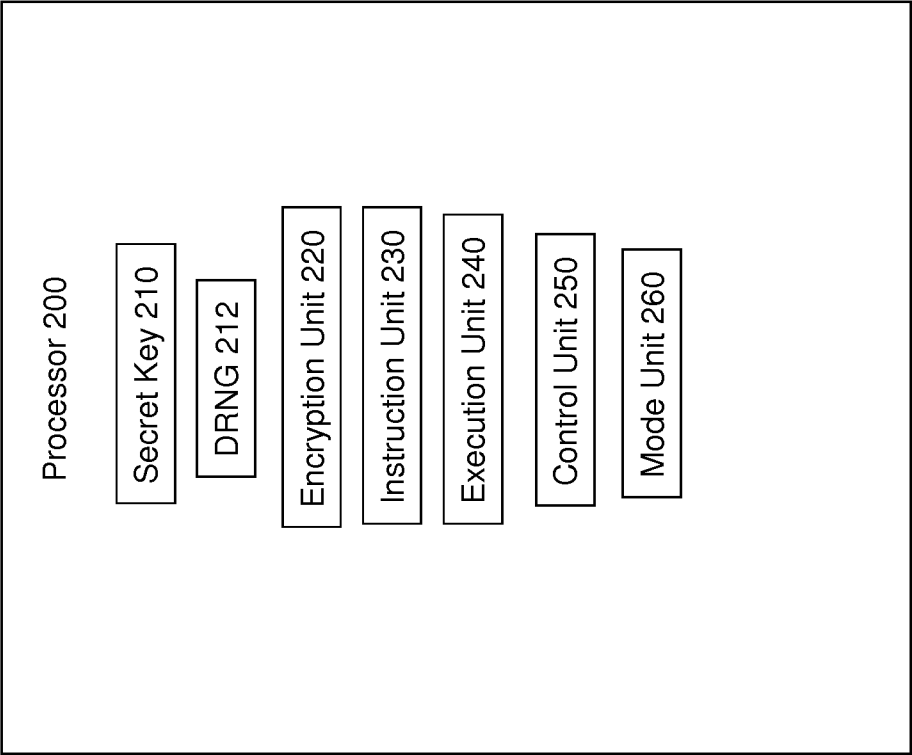 Processor 200
Secret Key 210
DRNG 212
Encryption Unit 220
Instruction Unit 230
Execution Unit 240
Control Unit 250
Mode Unit 260